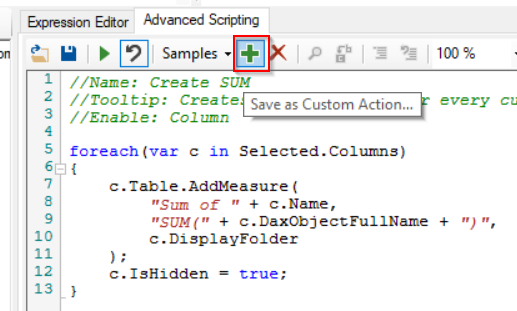 Expression Editor Advanced Scripting
on Samples 100 %
1 //Name: Create SUM
2 //Tooltip: Creates every cu
Save as Custom Action...
3 //Enable: Column
4
5 foreach(var c in Selected.Columns)
6 {
7 c.Table.AddMeasure(
8 "Sum of " + c.Name,
9 "SUM(" + c.DaxObjectFullName + ")",
10 c.DisplayFolder
11 );
12 c.IsHidden = true;
13 }